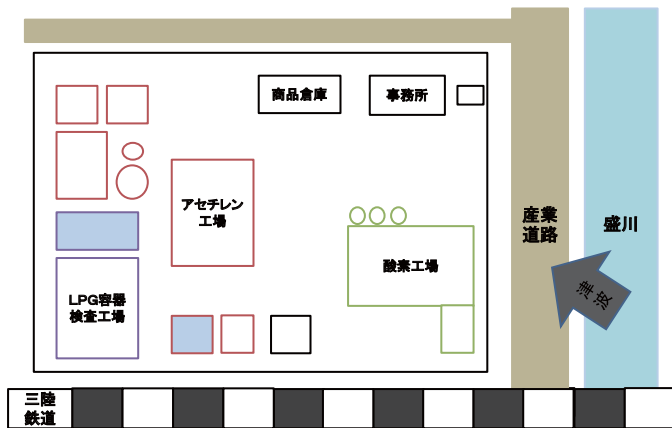 商品倉庫
事務所
アセチレン
工場
産業
道路
盛川
酸素工場
LPG容器
検査工場
津波
三陸
鉄道